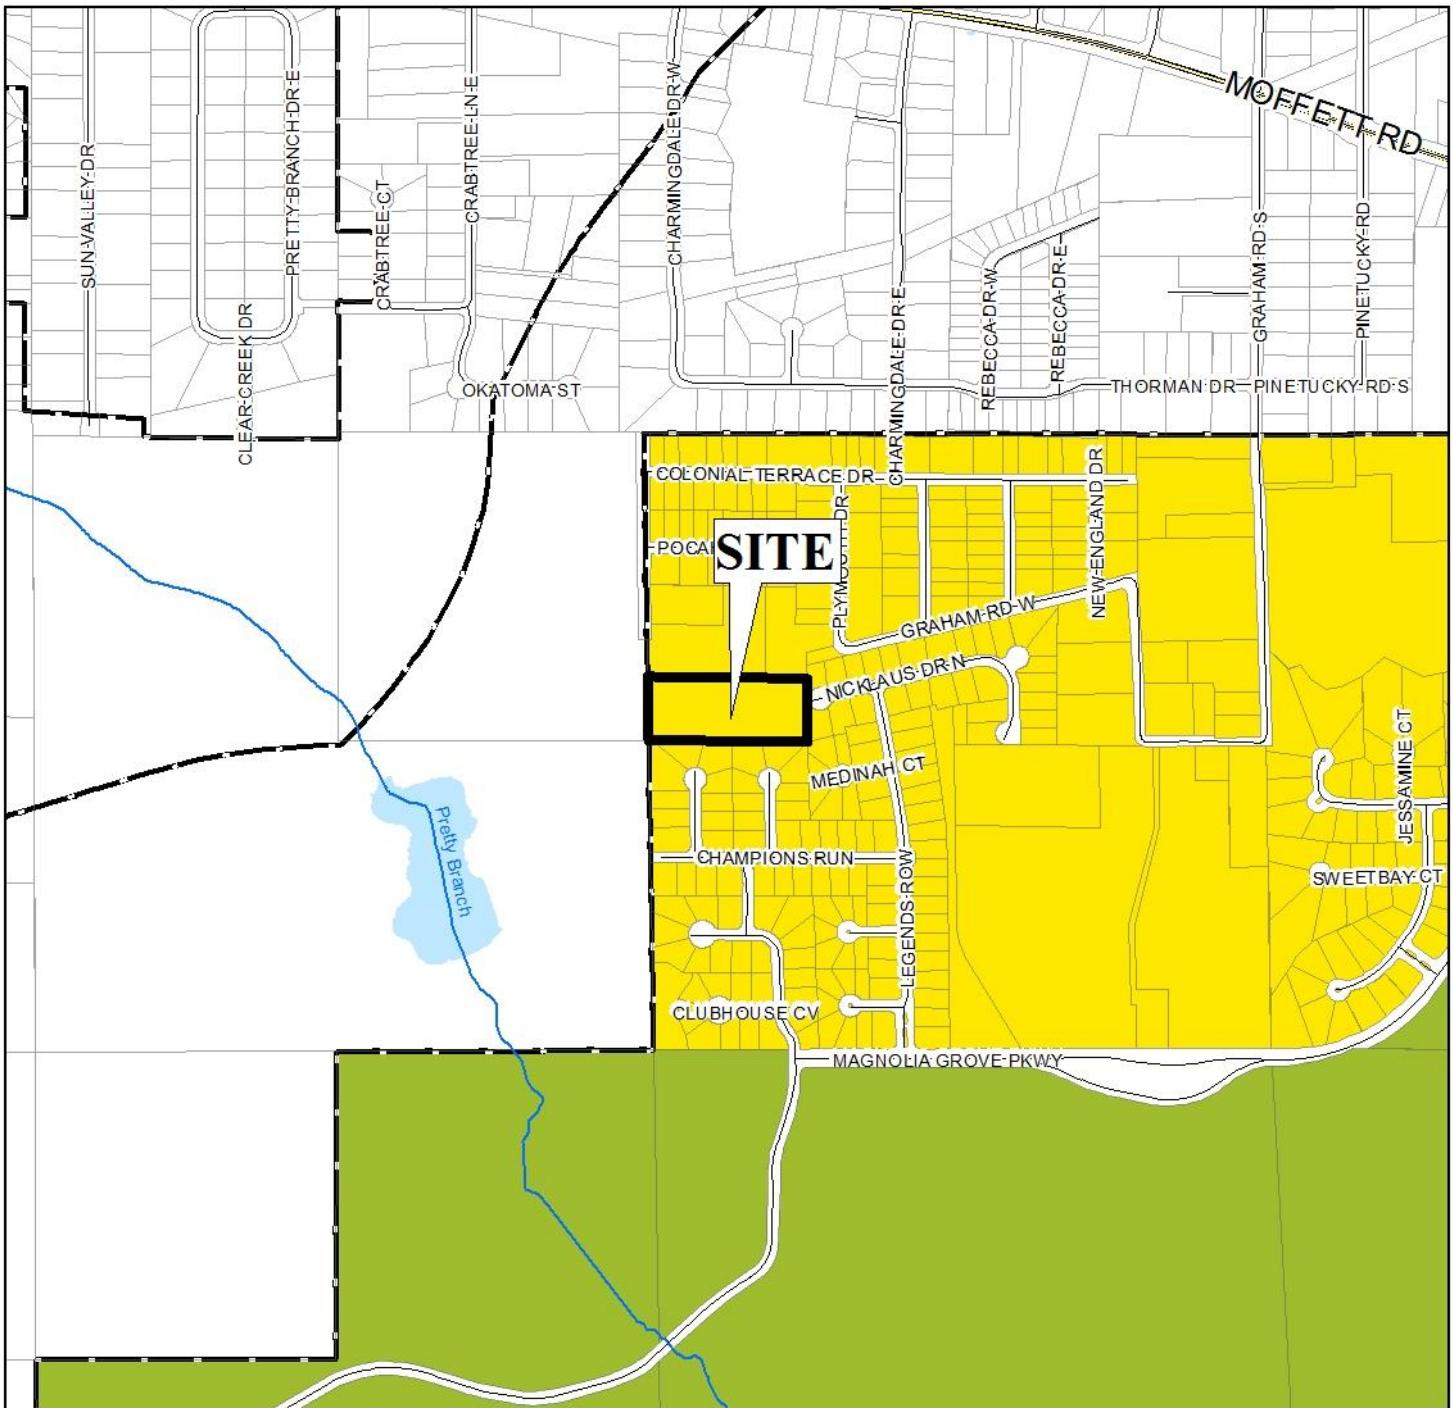 MOFFETT RD
SUN VALLEY DR
PRETTY BRANCH DR E
CRABTREE CT
CRABTREE LN E
CHARMINGDALE DR W
CHARMINGDALE DR E
REBECCA DR W
REBECCA DR E
GRAHAM RD S
PINETUCKY RD
CLEAR CREEK DR
OKATOMA ST
THORMAN DR
PINETUCKY RD S
COLONIAL TERRACE DR
NEW ENGLAND DR
PLYMOUTH DR
SITE
GRAHAM RD W
NICKLAUS DR N
MEDINAH CT
JESSAMINE CT
Pretty Branch
CHAMPIONS RUN
SWEETBAY CT
LEGENDS ROW
CLUBHOUSE CV
MAGNOLIA GROVE PKWY